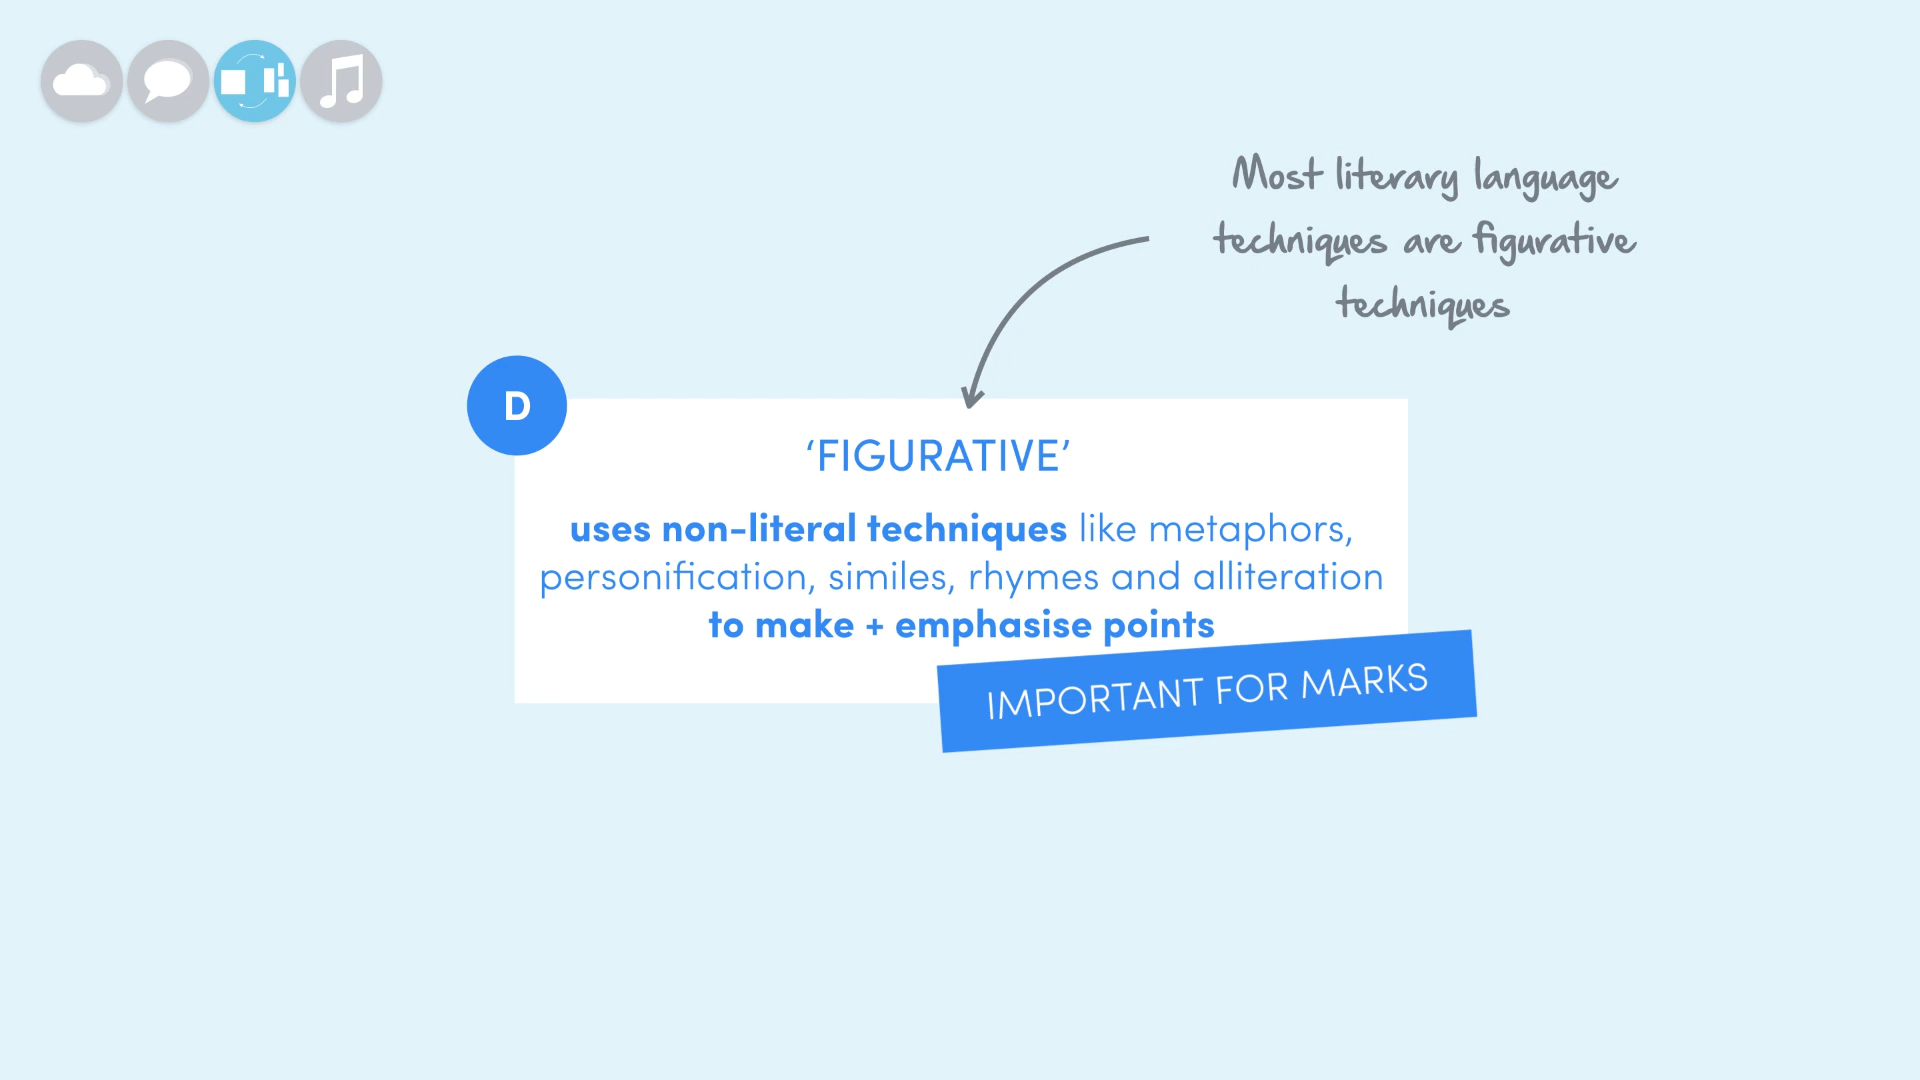 Most literary language
techniques are figurative
techniques
D
‘FIGURATIVE’
uses non-literal techniques like metaphors,
personification, similes, rhymes and alliteration
to make + emphasise points
IMPORTANT FOR MARKS